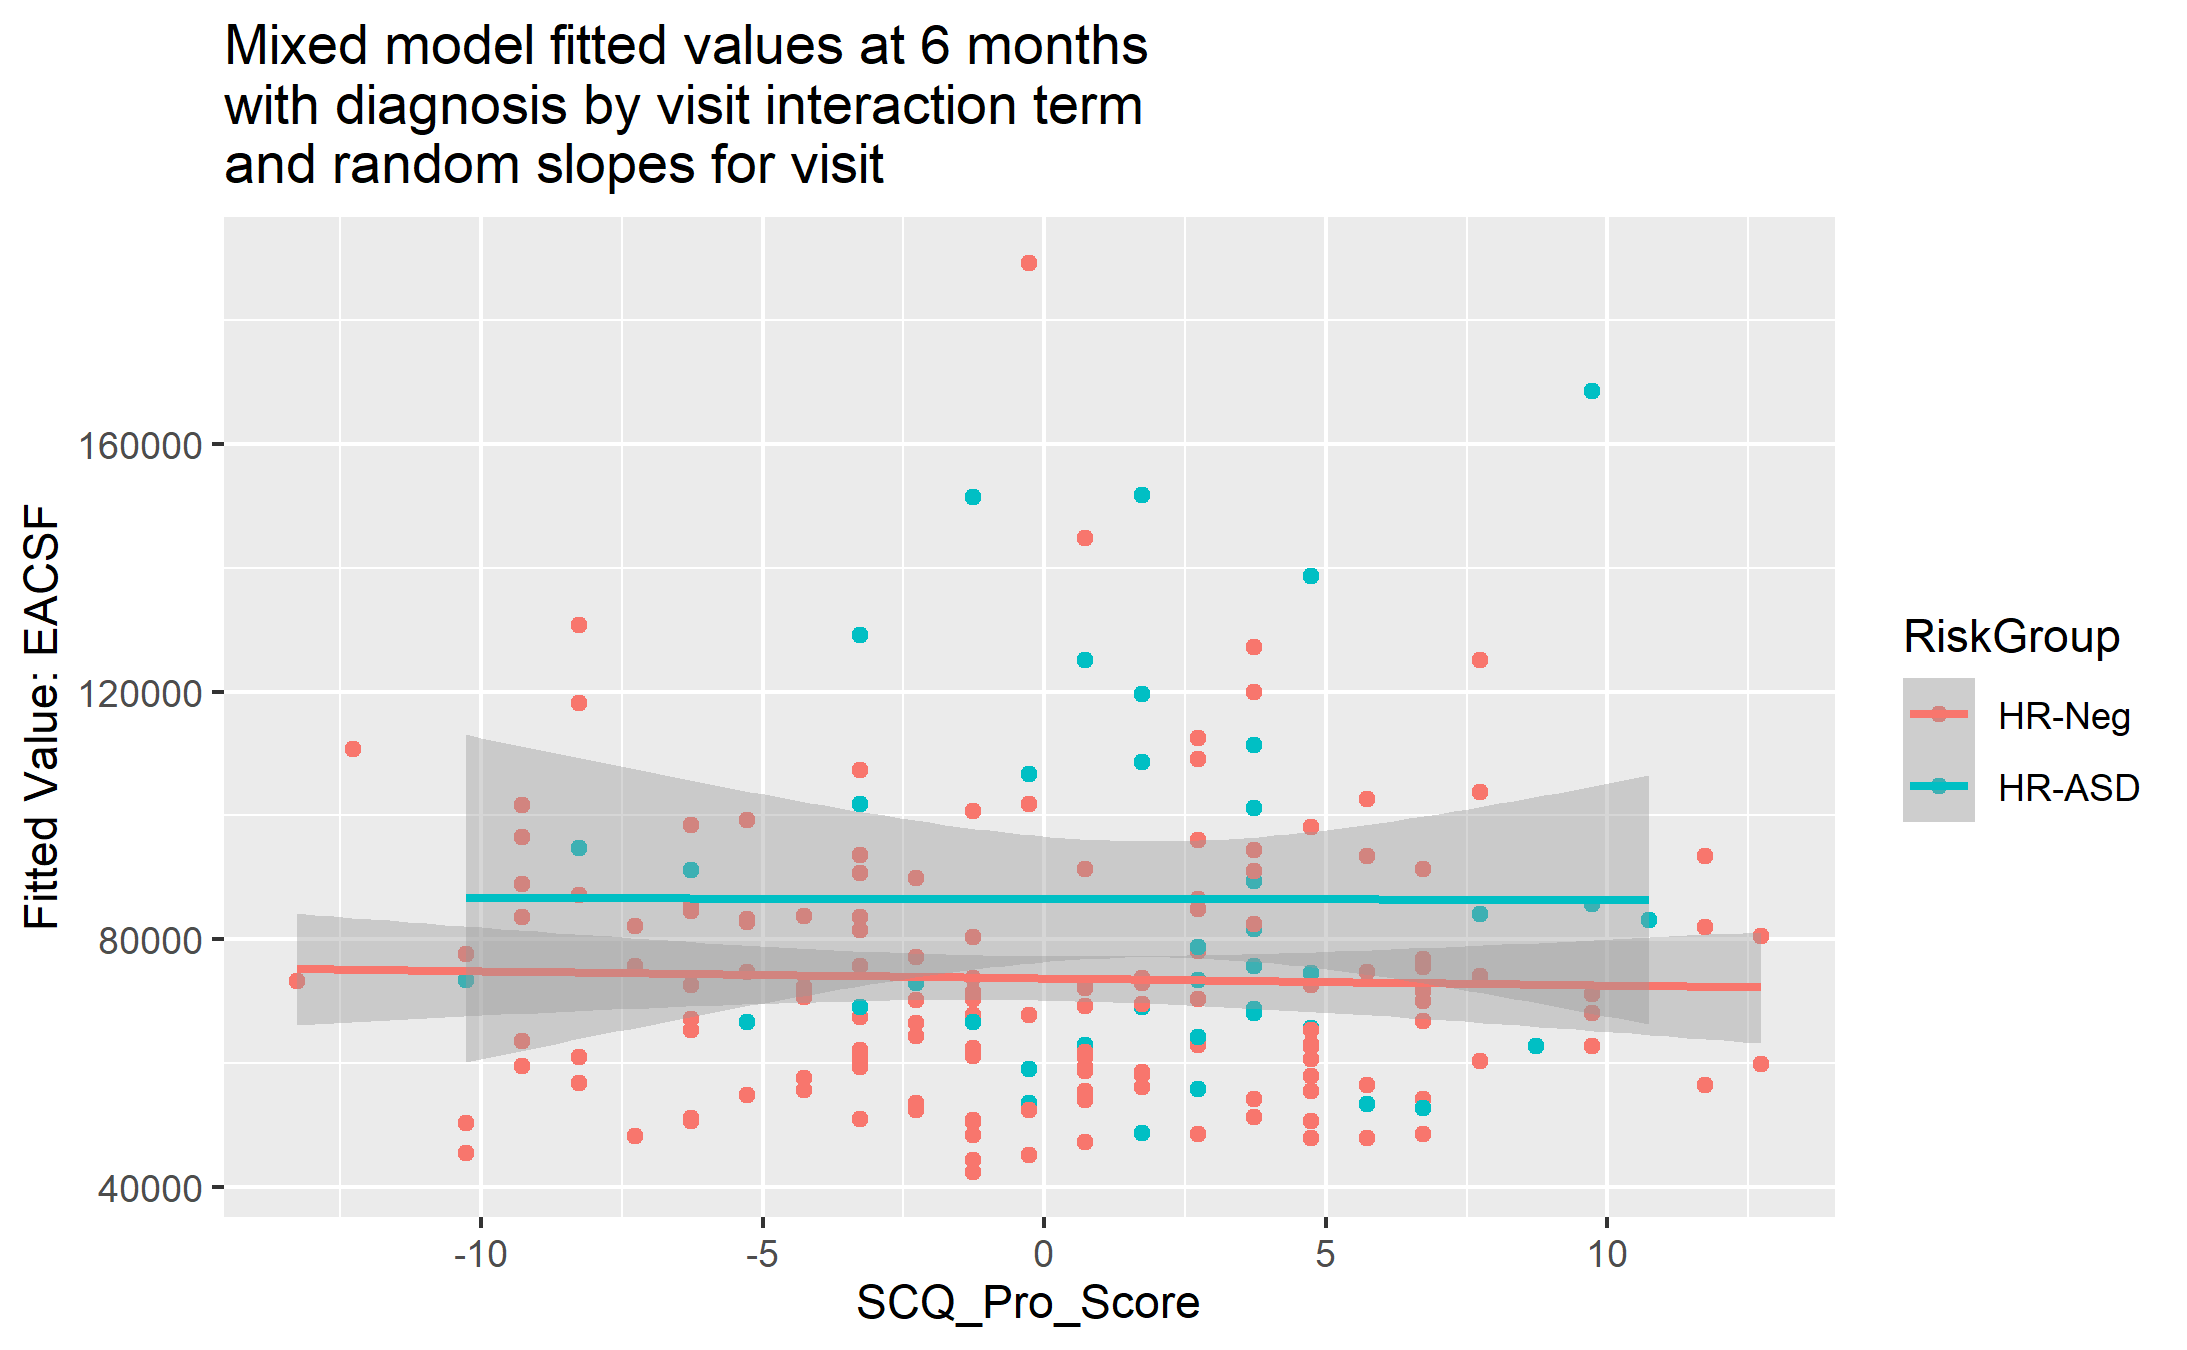 Mixed model fitted values at 6 months
with diagnosis by visit interaction term
and random slopes for visit
Fitted Value: EACSF
160000
120000
80000
40000
-10
-5
0
5
10
SCQ_Pro_Score
RiskGroup
HR-Neg
HR-ASD